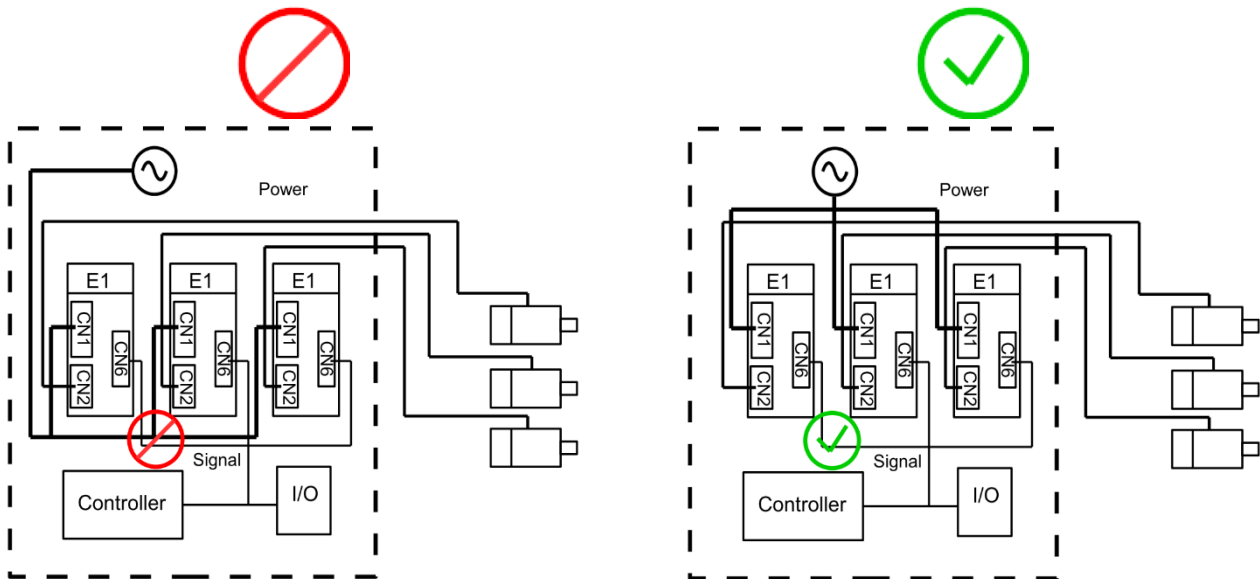 Power
E1
E1
E1
CN1
CN1
CN1
CN6
CN6
CN6
CN2
CN2
CN2
Signal
Controller
I/O
Power
E1
E1
E1
CN1
CN1
CN1
CN6
CN6
CN6
CN2
CN2
CN2
Signal
Controller
I/O